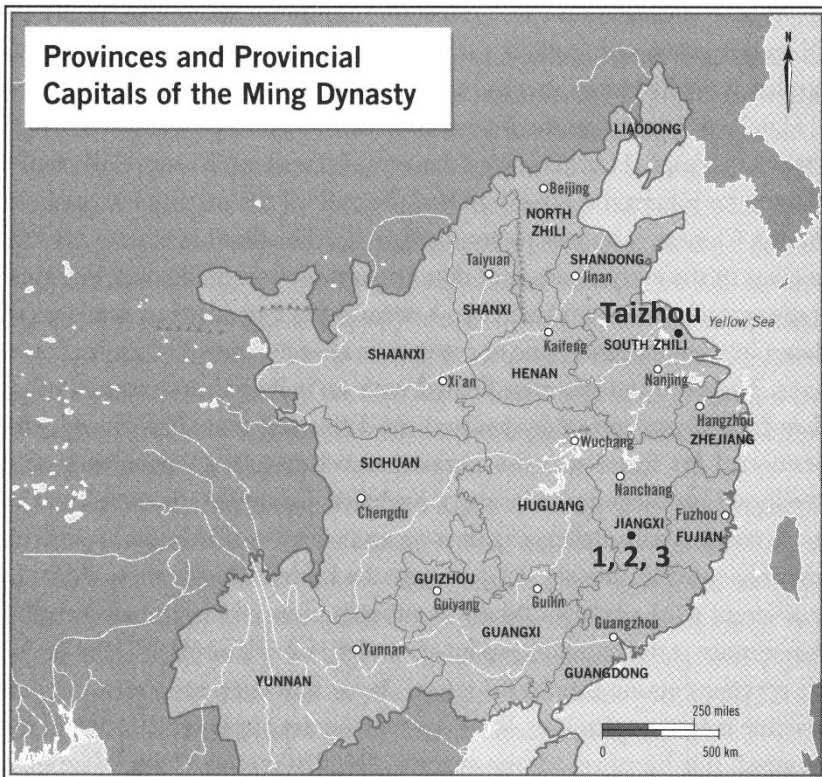 Provinces and Provincial
Capitals of the Ming Dynasty
N
LIAODONG
Beijing
NORTH
ZHILI
SHANDONG
Taiyuan
Jinan
SHANXI
Taizhou
Yellow Sea
Kaifeng
SOUTH ZHILI
SHAANXI
HENAN
Nanjing
Xi'an
Hangzhou
ZHEJIANG
Wuchang
SICHUAN
Nanchang
Chengdu
HUGUANG
Fuzhou
JIANGXI
FUJIAN
1, 2, 3
GUIZHOU
Guiyang
Guilin
GUANGXI
Guangzhou
Yunnan
YUNNAN
GUANGDONG
250 miles
0
500 km